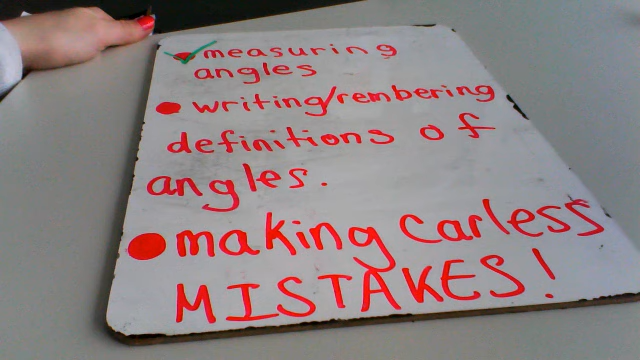 measuring
angles
writing/rembering
definitions of
angles.
making carless
MISTAKES!